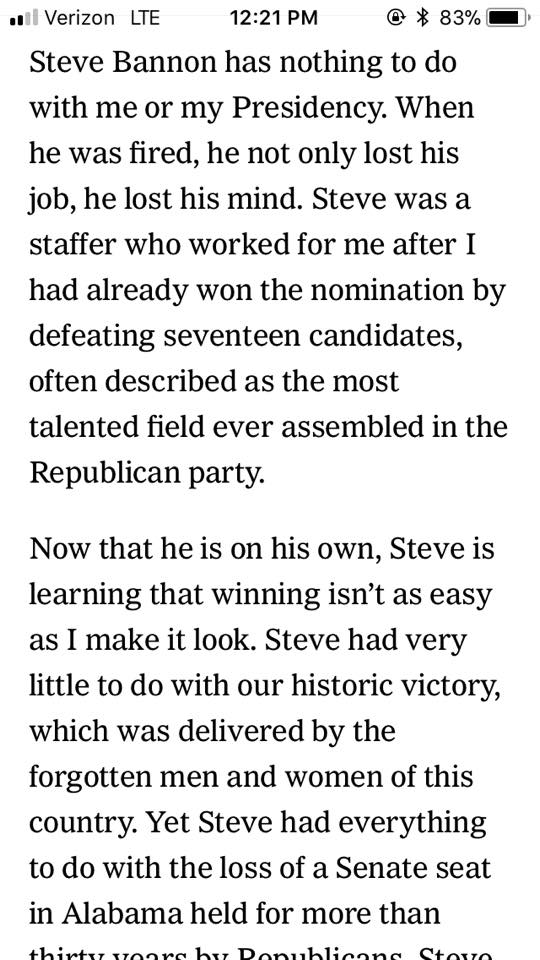 Verizon LTE 12:21 PM 83%
Steve Bannon has nothing to do
with me or my Presidency. When
he was fired, he not only lost his
job, he lost his mind. Steve was a
staffer who worked for me after I
had already won the nomination by
defeating seventeen candidates,
often described as the most
talented field ever assembled in the
Republican party.
Now that he is on his own, Steve is
learning that winning isn’t as easy
as I make it look. Steve had very
little to do with our historic victory,
which was delivered by the
forgotten men and women of this
country. Yet Steve had everything
to do with the loss of a Senate seat
in Alabama held for more than
thirty years by Republicans. Steve